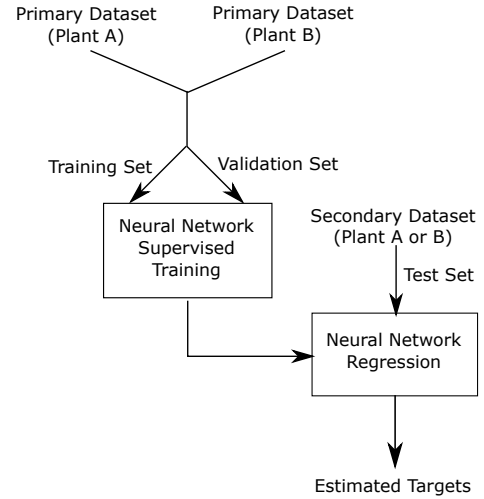 Primary Dataset
(Plant A)
Primary Dataset
(Plant B)
Training Set
Validation Set
Neural Network
Supervised
Training
Secondary Dataset
(Plant A or B)
Test Set
Neural Network
Regression
Estimated Targets